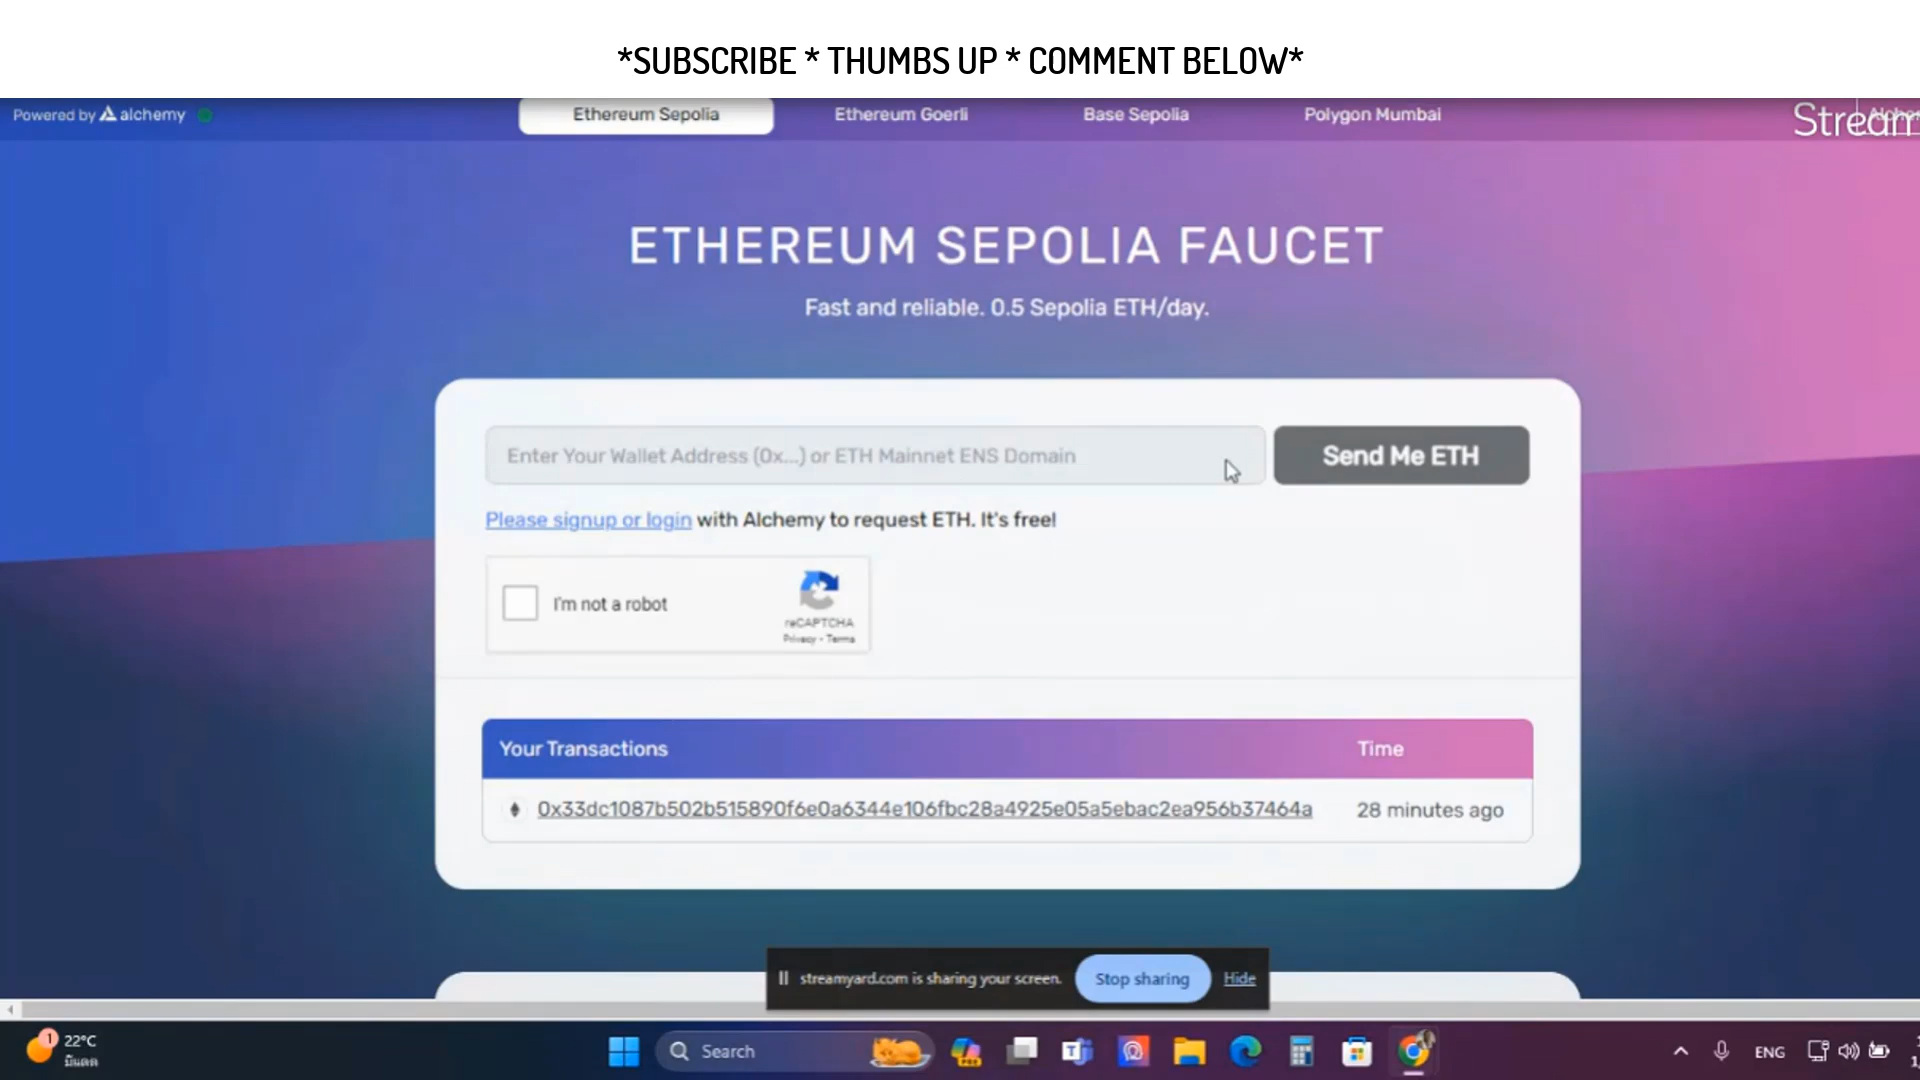 *SUBSCRIBE * THUMBS UP * COMMENT BELOW*
Powered by alchemy
Ethereum Sepolia
Ethereum Goerli
Base Sepolia
Polygon Mumbai
Stream
ETHEREUM SEPOLIA FAUCET
Fast and reliable. 0.5 Sepolia ETH/day.
Enter Your Wallet Address (0x...) or ETH Mainnet ENS Domain
Send Me ETH
Please signup or login with Alchemy to request ETH. It's free!
I'm not a robot
reCAPTCHA
Privacy - Terms
Your Transactions
Time
0x33dc1087b502b515890f6e0a6344e106fbc28a4925e05a5ebac2ea956b37464a
28 minutes ago
streamyard.com is sharing your screen.
Stop sharing
Hide
1
22°C
Search
ENG